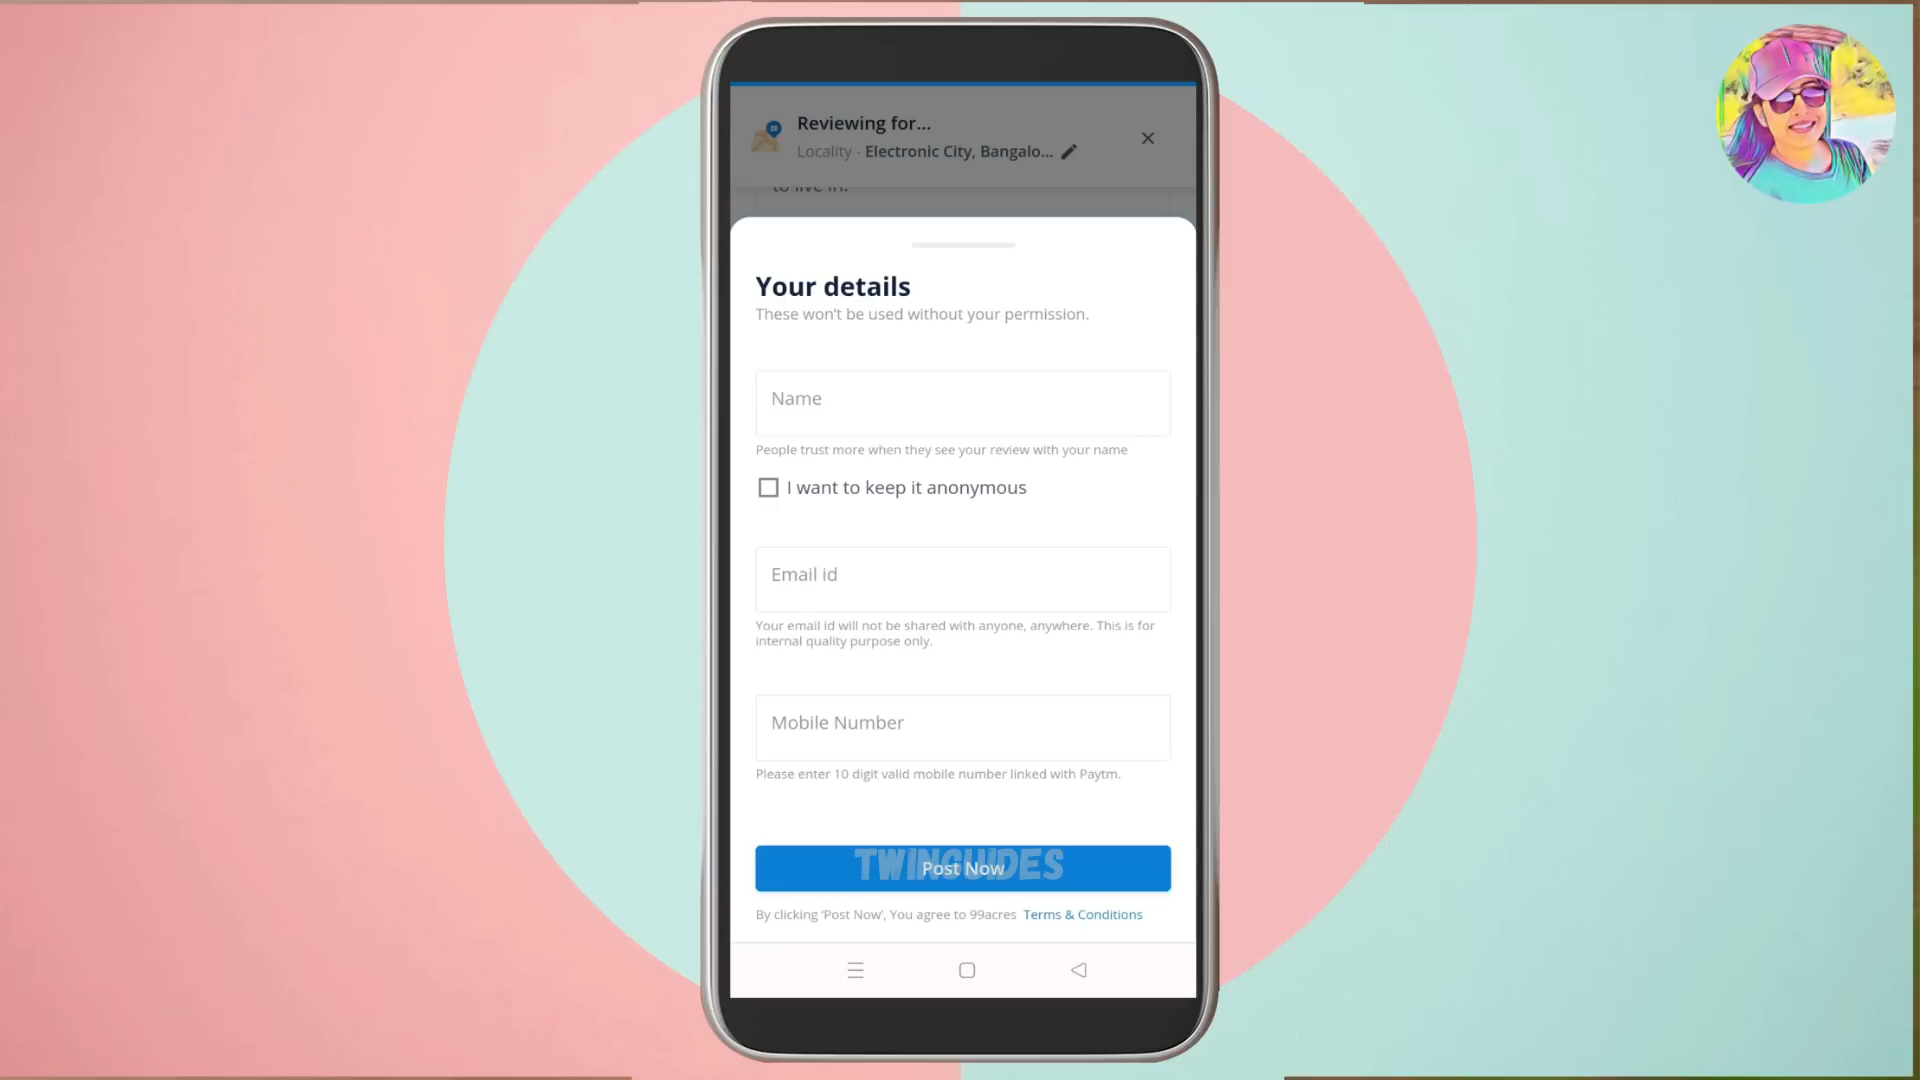 Reviewing for...
Locality - Electronic City, Bangalo...
to live in.
Your details
These won't be used without your permission.
Name
People trust more when they see your review with your name
I want to keep it anonymous
Email id
Your email id will not be shared with anyone, anywhere. This is for
internal quality purpose only.
Mobile Number
Please enter 10 digit valid mobile number linked with Paytm.
TWINGUIDES
Post Now
By clicking 'Post Now', You agree to 99acres Terms & Conditions